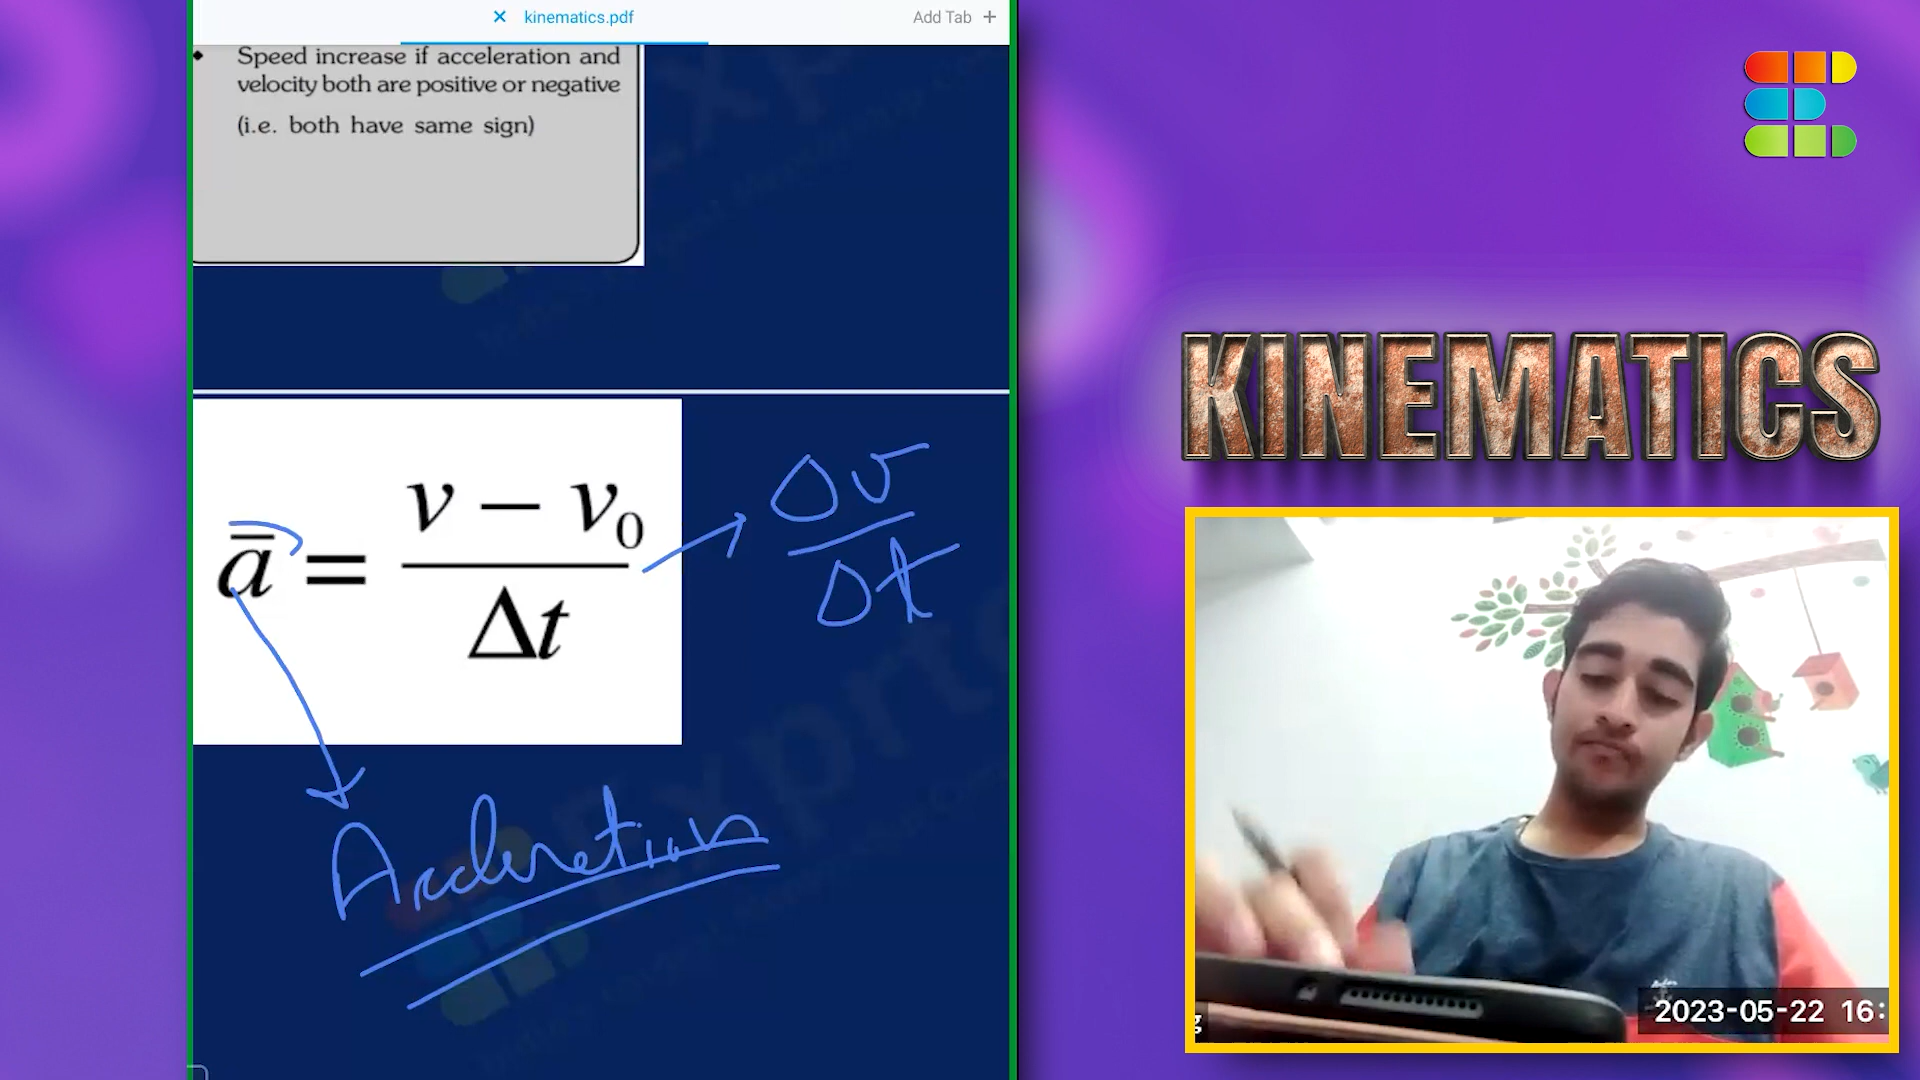 kinematics.pdf
Add Tab +
Speed increase if acceleration and
velocity both are positive or negative
(i.e. both have same sign)
KINEMATICS
a̅ = (v − v₀)/Δt
Δv/Δt
Acceleration
2023-05-22 16: